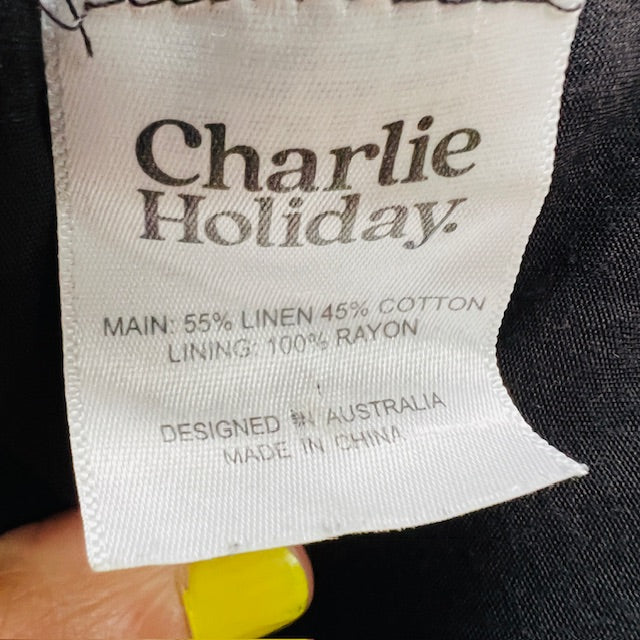 Charlie
Holiday.
MAIN: 55% LINEN 45% COTTON
LINING: 100% RAYON
DESIGNED IN AUSTRALIA
MADE IN CHINA